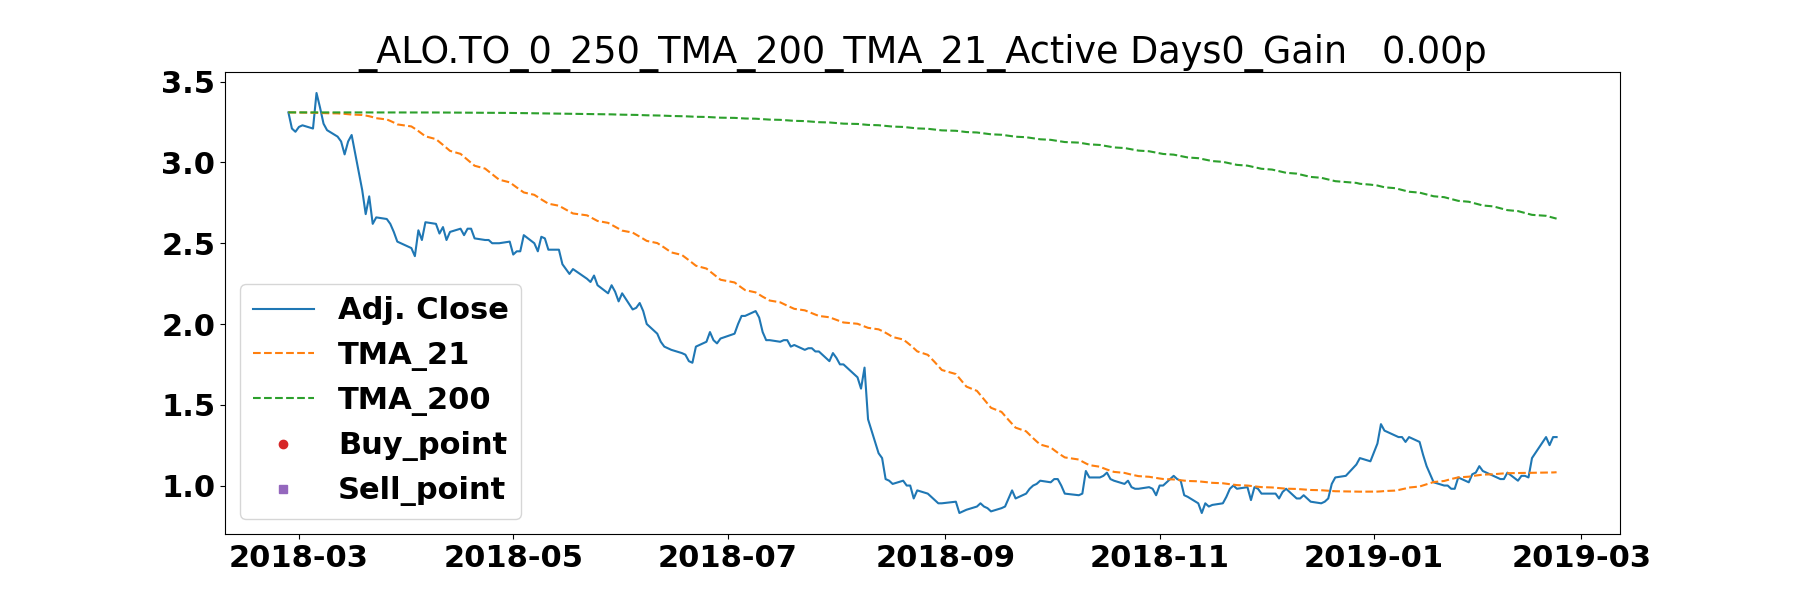 _ALO.TO_0_250_TMA_200_TMA_21_Active Days0_Gain   0.00p
3.5
3.0
2.5
2.0
1.5
1.0
Adj. Close
TMA_21
TMA_200
Buy_point
Sell_point
2018-03 2018-05 2018-07 2018-09 2018-11 2019-01 2019-03